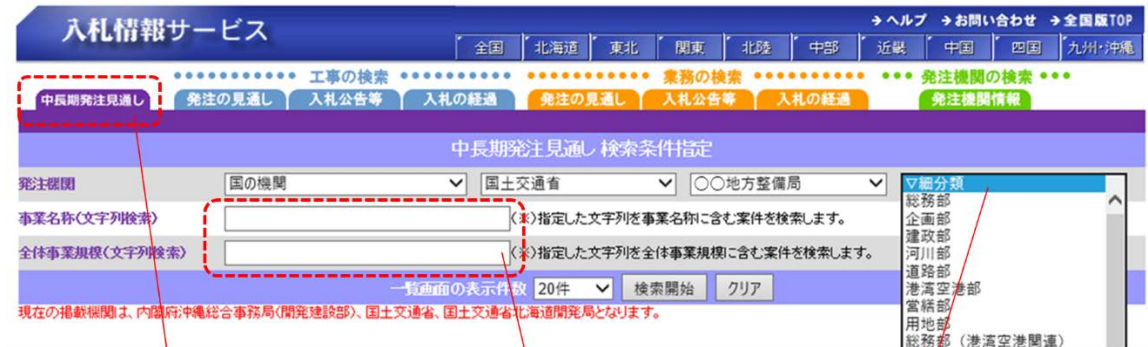 入札情報サービス
→ヘルプ →お問い合わせ →全国版TOP
全国 北海道 東北 関東 北陸 中部 近畿 中国 四国 九州・沖縄
工事の検索 業務の検索 発注機関の検索
中長期発注見通し 発注の見通し 入札公告等 入札の経過 発注の見通し 入札公告等 入札の経過 発注機関情報
中長期発注見通し 検索条件指定
発注機関 国の機関 国土交通省 ○○地方整備局 ▽細分類
総務部
企画部
建政部
河川部
道路部
港湾空港部
営繕部
用地部
総務部(港湾空港関連)
事業名称(文字列検索) (※)指定した文字列を事業名称に含む案件を検索します。
全体事業規模(文字列検索) (※)指定した文字列を全体事業規模に含む案件を検索します。
一覧画面の表示件数 20件 検索開始 クリア
現在の掲載機関は、内閣府沖縄総合事務局(開発建設部)、国土交通省、国土交通省北海道開発局となります。